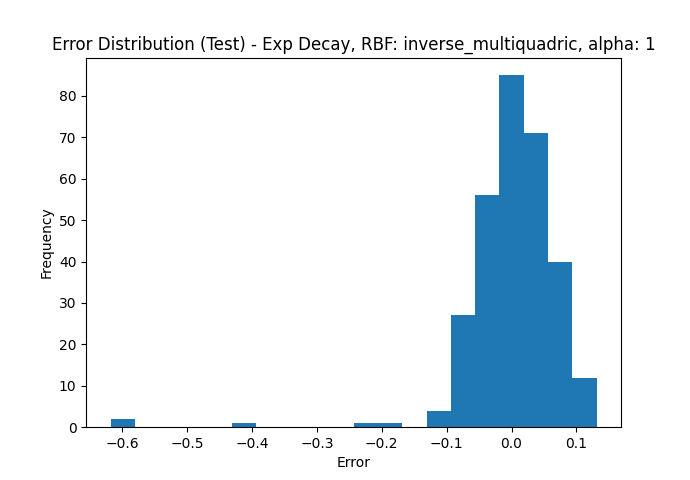 Error Distribution (Test) - Exp Decay, RBF: inverse_multiquadric, alpha: 1
Frequency
80
70
60
50
40
30
20
10
0
−0.6 −0.5 −0.4 −0.3 −0.2 −0.1 0.0 0.1
Error